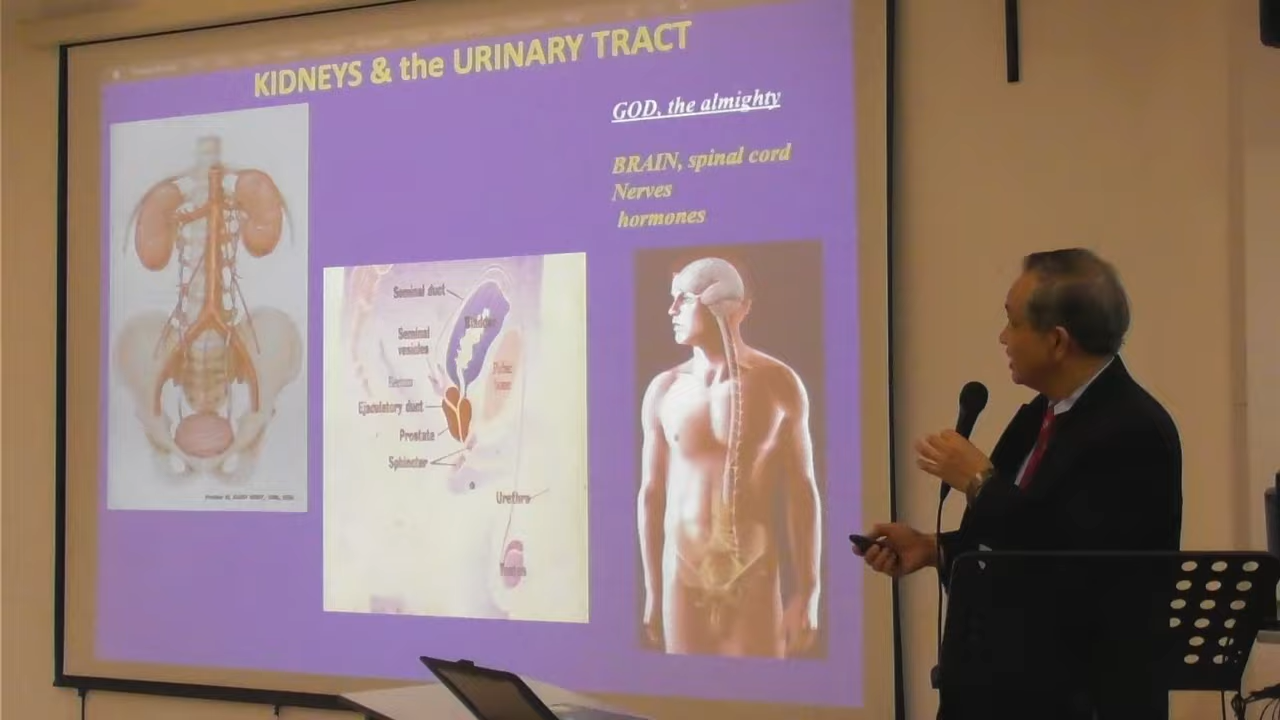 KIDNEYS & the URINARY TRACT
GOD, the almighty
BRAIN, spinal cord
Nerves
hormones
Seminal duct
Bladder
Seminal
vesicles
Rectum
Pubic
bone
Ejaculatory duct
Prostate
Sphincter
Urethra